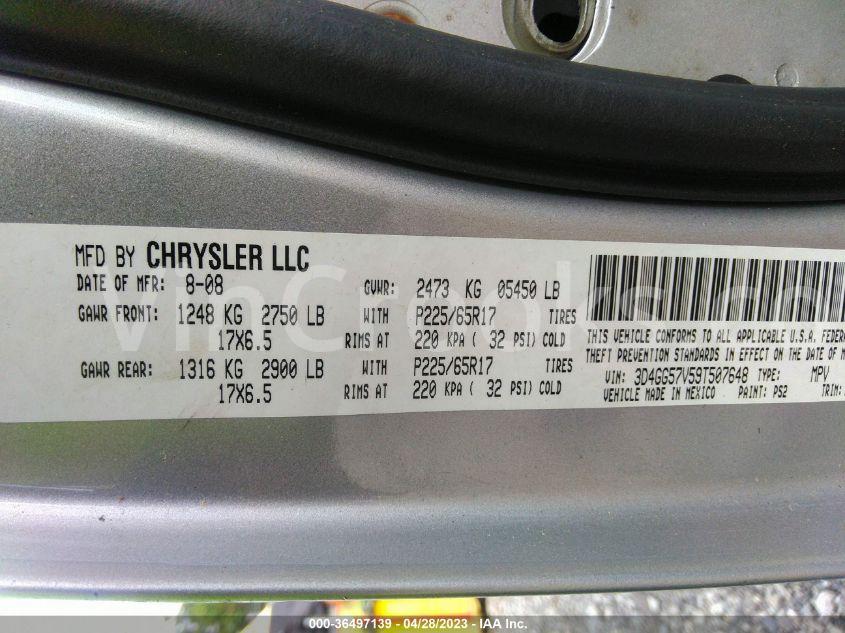 MFD BY CHRYSLER LLC
DATE OF MFR: 8-08 GVWR: 2473 KG 05450 LB
GAWR FRONT: 1248 KG 2750 LB WITH P225/65R17 TIRES
17X6.5 RIMS AT 220 KPA ( 32 PSI) COLD
GAWR REAR: 1316 KG 2900 LB WITH P225/65R17 TIRES
17X6.5 RIMS AT 220 KPA ( 32 PSI) COLD
THIS VEHICLE CONFORMS TO ALL APPLICABLE U.S.A. FEDERA
THEFT PREVENTION STANDARDS IN EFFECT ON THE DATE OF M
VIN: 3D4GG57V59T507648 TYPE: MPV
VEHICLE MADE IN MEXICO PAINT: PS2 TRIM:
VinCrooks.com
000-36497139 - 04/28/2023 - IAA Inc.